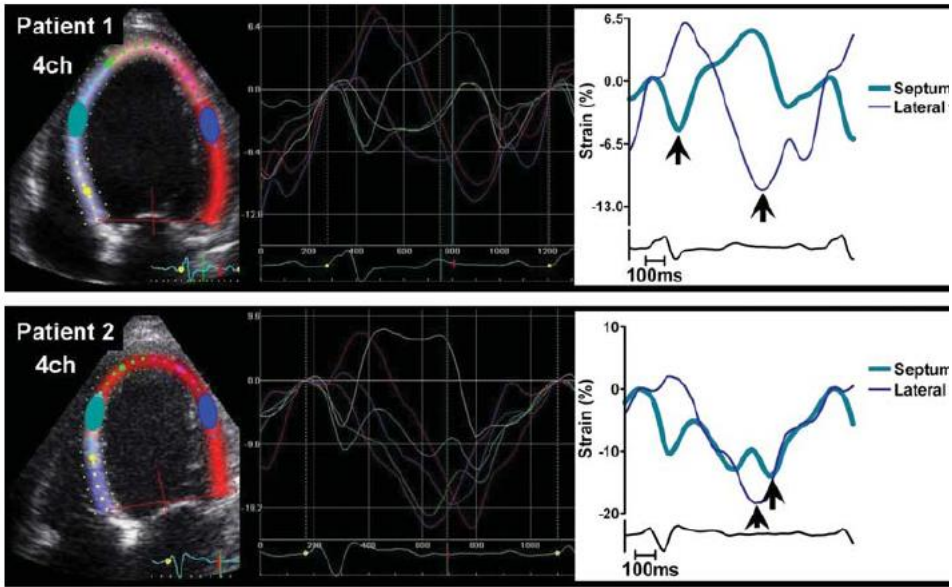 Patient 1
4ch
6.5
0.0
-6.5
-13.0
Strain (%)
Septum
Lateral
100ms
0.0
-6.4
-12.8
0 200 400 600 800 1000 1200
Patient 2
4ch
9.6
0.0
-9.6
-19.2
0 200 400 600 800 1000
10
0
-10
-20
Strain (%)
Septum
Lateral
100ms